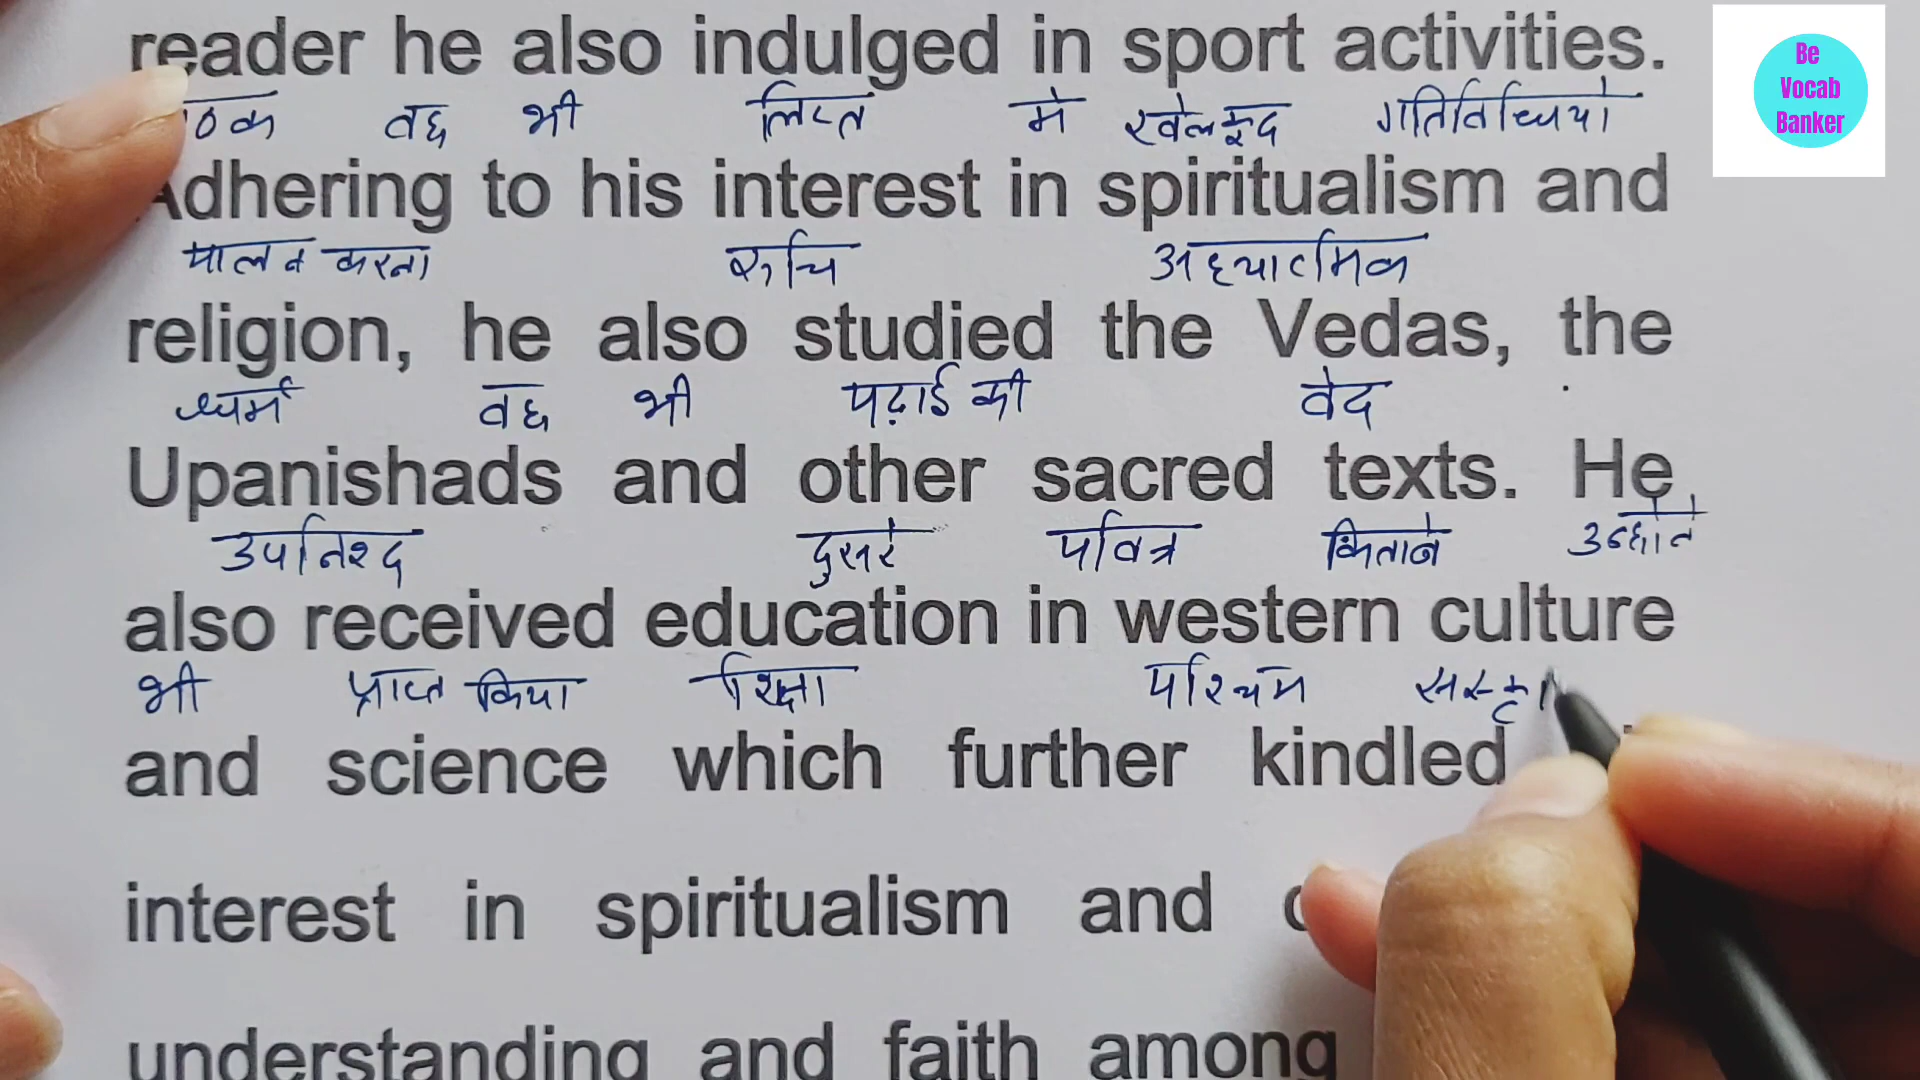 reader he also indulged in sport activities.
वह भी लिप्त मे खेलकूद गतिविधियो
Adhering to his interest in spiritualism and
पालन करना रूचि अध्यात्मिक
religion, he also studied the Vedas, the
धर्म वह भी पढ़ाई की वेद
Upanishads and other sacred texts. He
उपनिश्द दुसरे पवित्र किताबे उन्होंने
also received education in western culture
भी प्राप्त किया शिक्षा पश्चिम
and science which further kindled
interest in spiritualism and
understanding and faith among
Be
Vocab
Banker